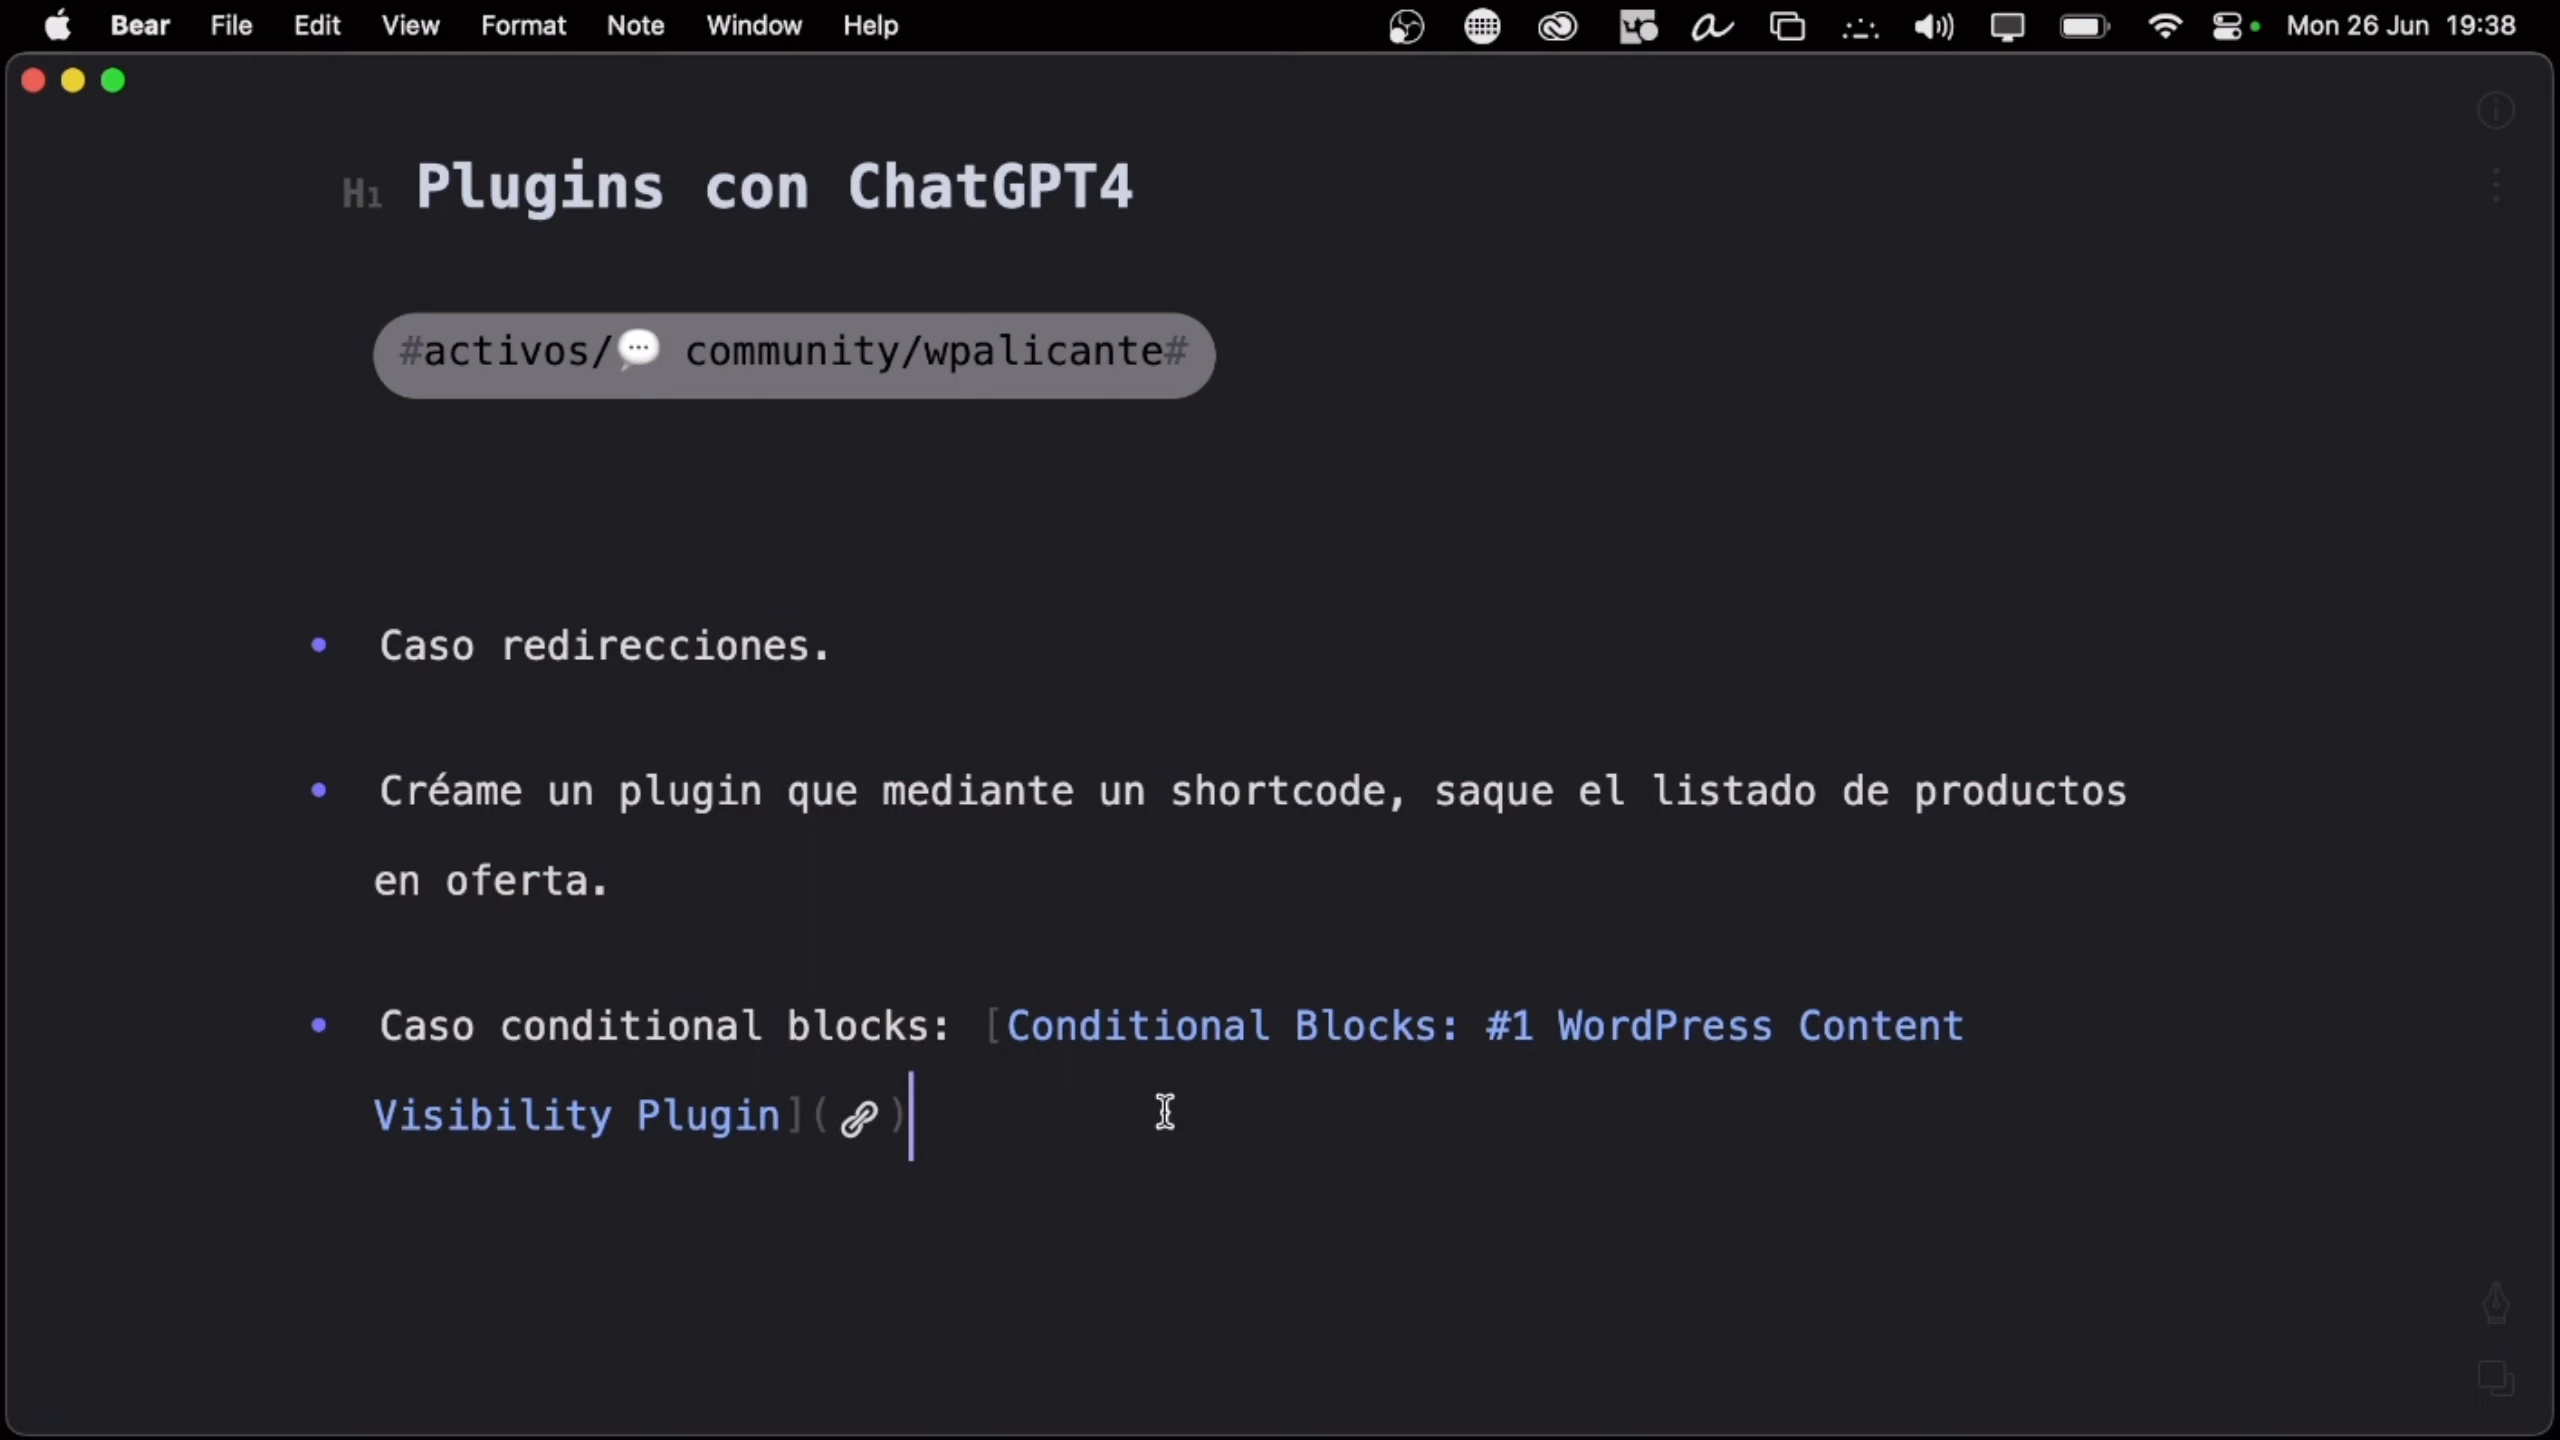 Bear File Edit View Format Note Window Help Mon 26 Jun 19:38
H1 Plugins con ChatGPT4
#activos/💬 community/wpalicante#
• Caso redirecciones.
• Créame un plugin que mediante un shortcode, saque el listado de productos
en oferta.
• Caso conditional blocks: [Conditional Blocks: #1 WordPress Content
Visibility Plugin](🔗)